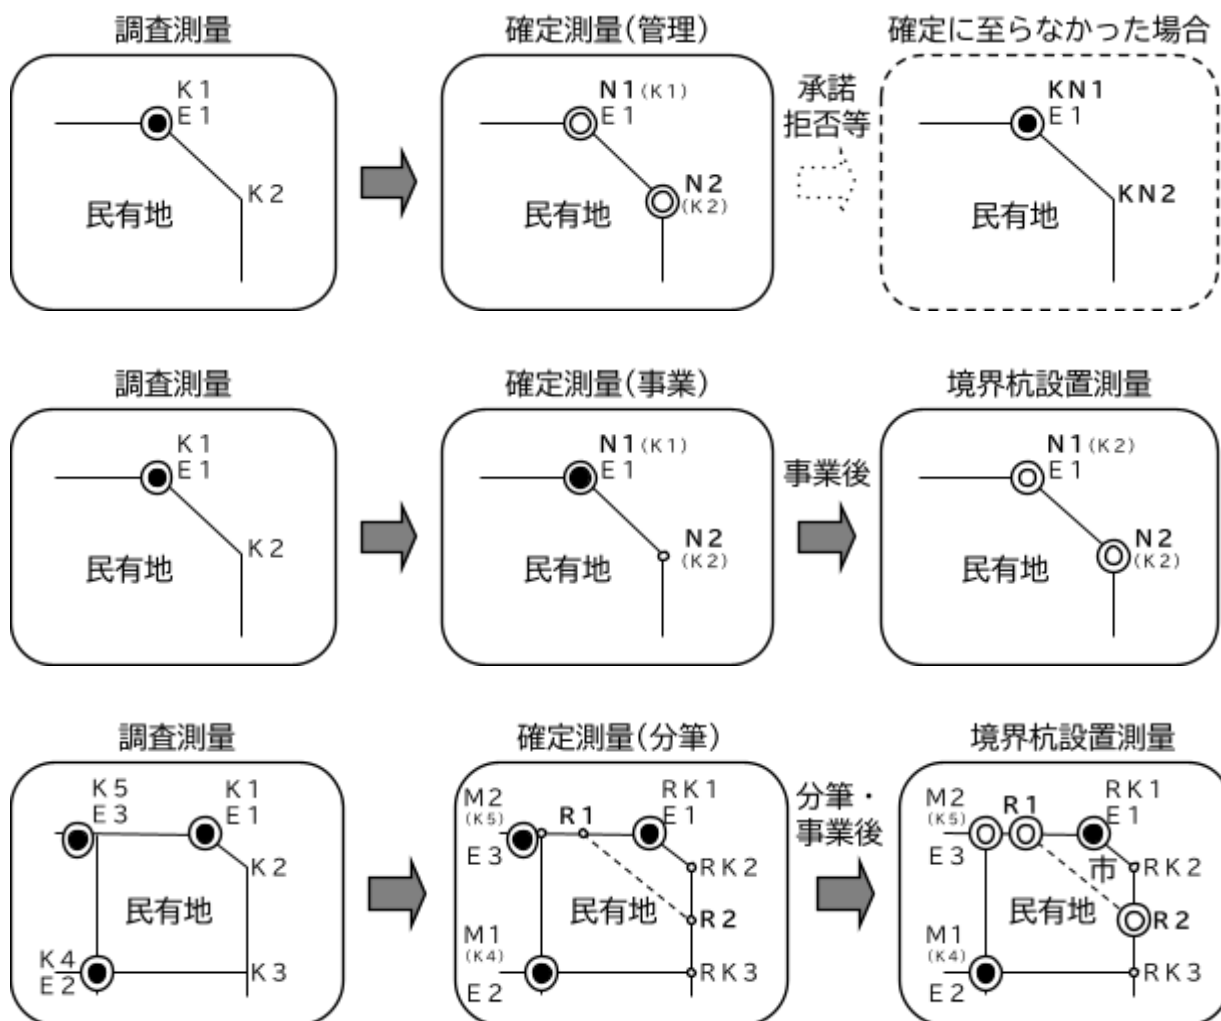 調査測量
確定測量(管理)
確定に至らなかった場合
K1
E1
K2
民有地
N1(K1)
E1
N2
(K2)
民有地
承諾
拒否等
KN1
E1
KN2
民有地
調査測量
確定測量(事業)
境界杭設置測量
K1
E1
K2
民有地
N1(K1)
E1
N2
(K2)
民有地
事業後
N1(K2)
E1
N2
(K2)
民有地
調査測量
確定測量(分筆)
境界杭設置測量
K5
E3
K1
E1
K2
民有地
K4
E2
K3
M2
(K5)
E3
R1
RK1
E1
RK2
民有地
R2
M1
(K4)
E2
RK3
分筆・
事業後
M2
(K5)
E3
R1
RK1
E1
市
RK2
民有地
R2
M1
(K4)
E2
RK3